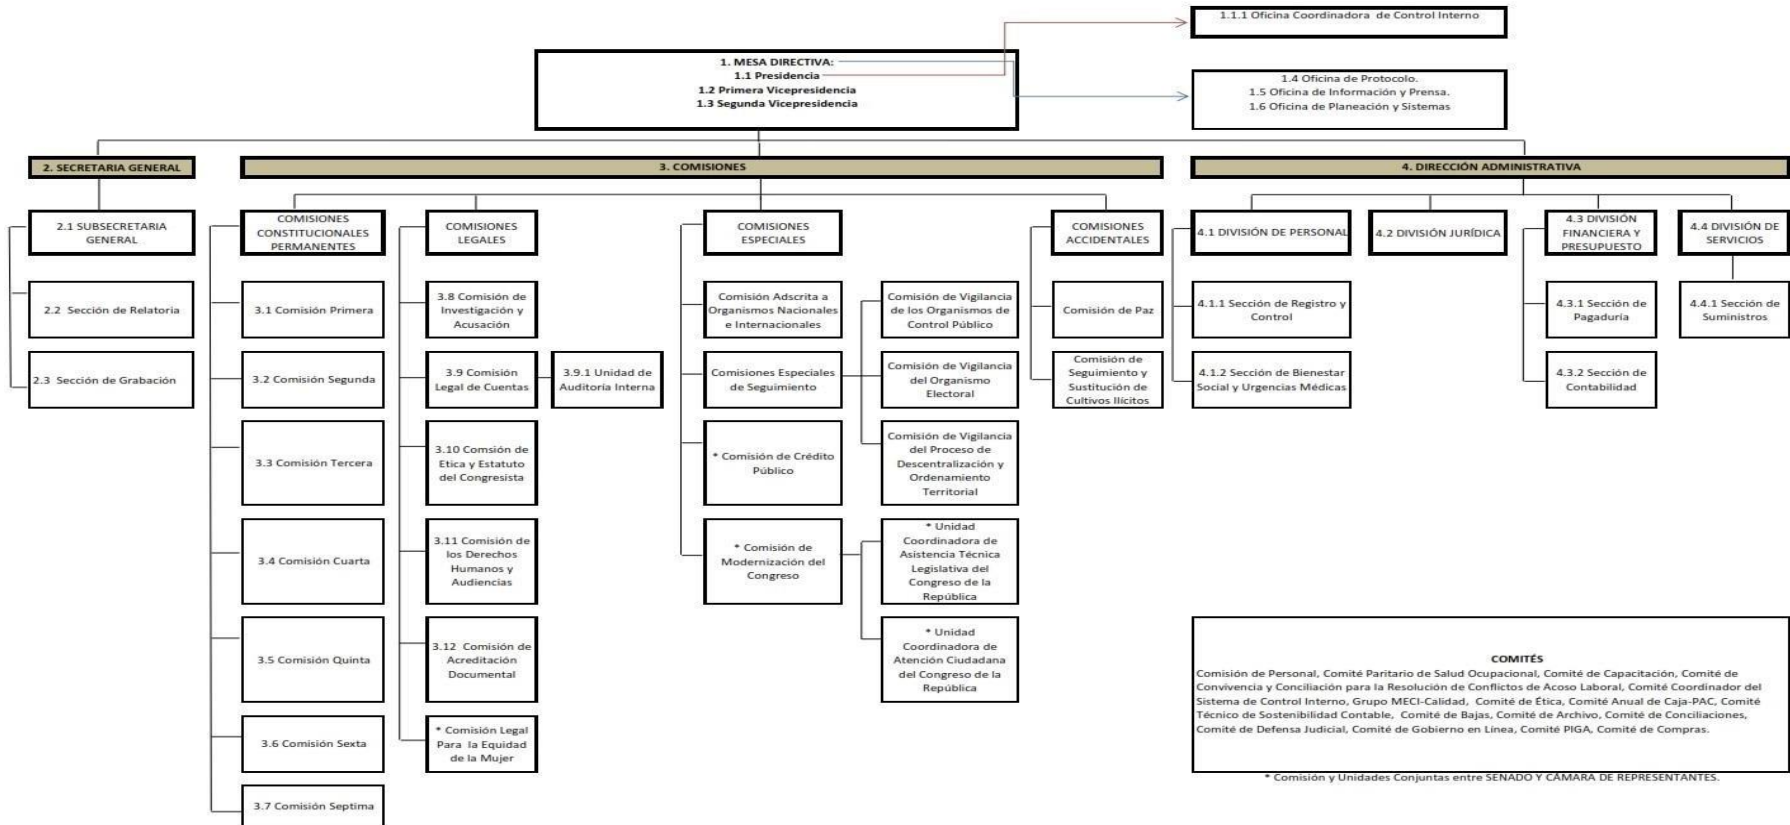 1.1.1 Oficina Coordinadora de Control Interno
1. MESA DIRECTIVA:
1.1 Presidencia
1.2 Primera Vicepresidencia
1.3 Segunda Vicepresidencia
1.4 Oficina de Protocolo.
1.5 Oficina de Información y Prensa.
1.6 Oficina de Planeación y Sistemas
2. SECRETARIA GENERAL
3. COMISIONES
4. DIRECCIÓN ADMINISTRATIVA
2.1 SUBSECRETARIA
GENERAL
2.2 Sección de Relatoria
2.3 Sección de Grabación
COMISIONES
CONSTITUCIONALES
PERMANENTES
3.1 Comisión Primera
3.2 Comisión Segunda
3.3 Comisión Tercera
3.4 Comisión Cuarta
3.5 Comisión Quinta
3.6 Comisión Sexta
3.7 Comisión Septima
COMISIONES
LEGALES
3.8 Comisión de
Investigación y
Acusación
3.9 Comisión
Legal de Cuentas
3.9.1 Unidad de
Auditoría Interna
3.10 Comsión de
Etica y Estatuto
del Congresista
3.11 Comisión de
los Derechos
Humanos y
Audiencias
3.12 Comisión de
Acreditación
Documental
* Comisión Legal
Para la Equidad
de la Mujer
COMISIONES
ESPECIALES
Comisión Adscrita a
Organismos Nacionales
e Internacionales
Comisiones Especiales
de Seguimiento
* Comisión de Crédito
Público
* Comisión de
Modernización del
Congreso
Comisión de Vigilancia
de los Organismos de
Control Público
Comisión de Vigilancia
del Organismo
Electoral
Comisión de Vigilancia
del Proceso de
Descentralización y
Ordenamiento
Territorial
* Unidad
Coordinadora de
Asistencia Técnica
Legislativa del
Congreso de la
República
* Unidad
Coordinadora de
Atención Ciudadana
del Congreso de la
República
COMISIONES
ACCIDENTALES
Comisión de Paz
Comisión de
Seguimiento y
Sustitución de
Cultivos Ilícitos
4.1 DIVISIÓN DE PERSONAL
4.1.1 Sección de Registro y
Control
4.1.2 Sección de Bienestar
Social y Urgencias Médicas
4.2 DIVISIÓN JURÍDICA
4.3 DIVISIÓN
FINANCIERA Y
PRESUPUESTO
4.3.1 Sección de
Pagaduría
4.3.2 Sección de
Contabilidad
4.4 DIVISIÓN DE
SERVICIOS
4.4.1 Sección de
Suministros
COMITÉS
Comisión de Personal, Comité Paritario de Salud Ocupacional, Comité de Capacitación, Comité de
Convivencia y Conciliación para la Resolución de Conflictos de Acoso Laboral, Comité Coordinador del
Sistema de Control Interno, Grupo MECI-Calidad, Comité de Ética, Comité Anual de Caja-PAC, Comité
Técnico de Sostenibilidad Contable, Comité de Bajas, Comité de Archivo, Comité de Conciliaciones,
Comité de Defensa Judicial, Comité de Gobierno en Línea, Comité PIGA, Comité de Compras.
* Comisión y Unidades Conjuntas entre SENADO Y CÁMARA DE REPRESENTANTES.